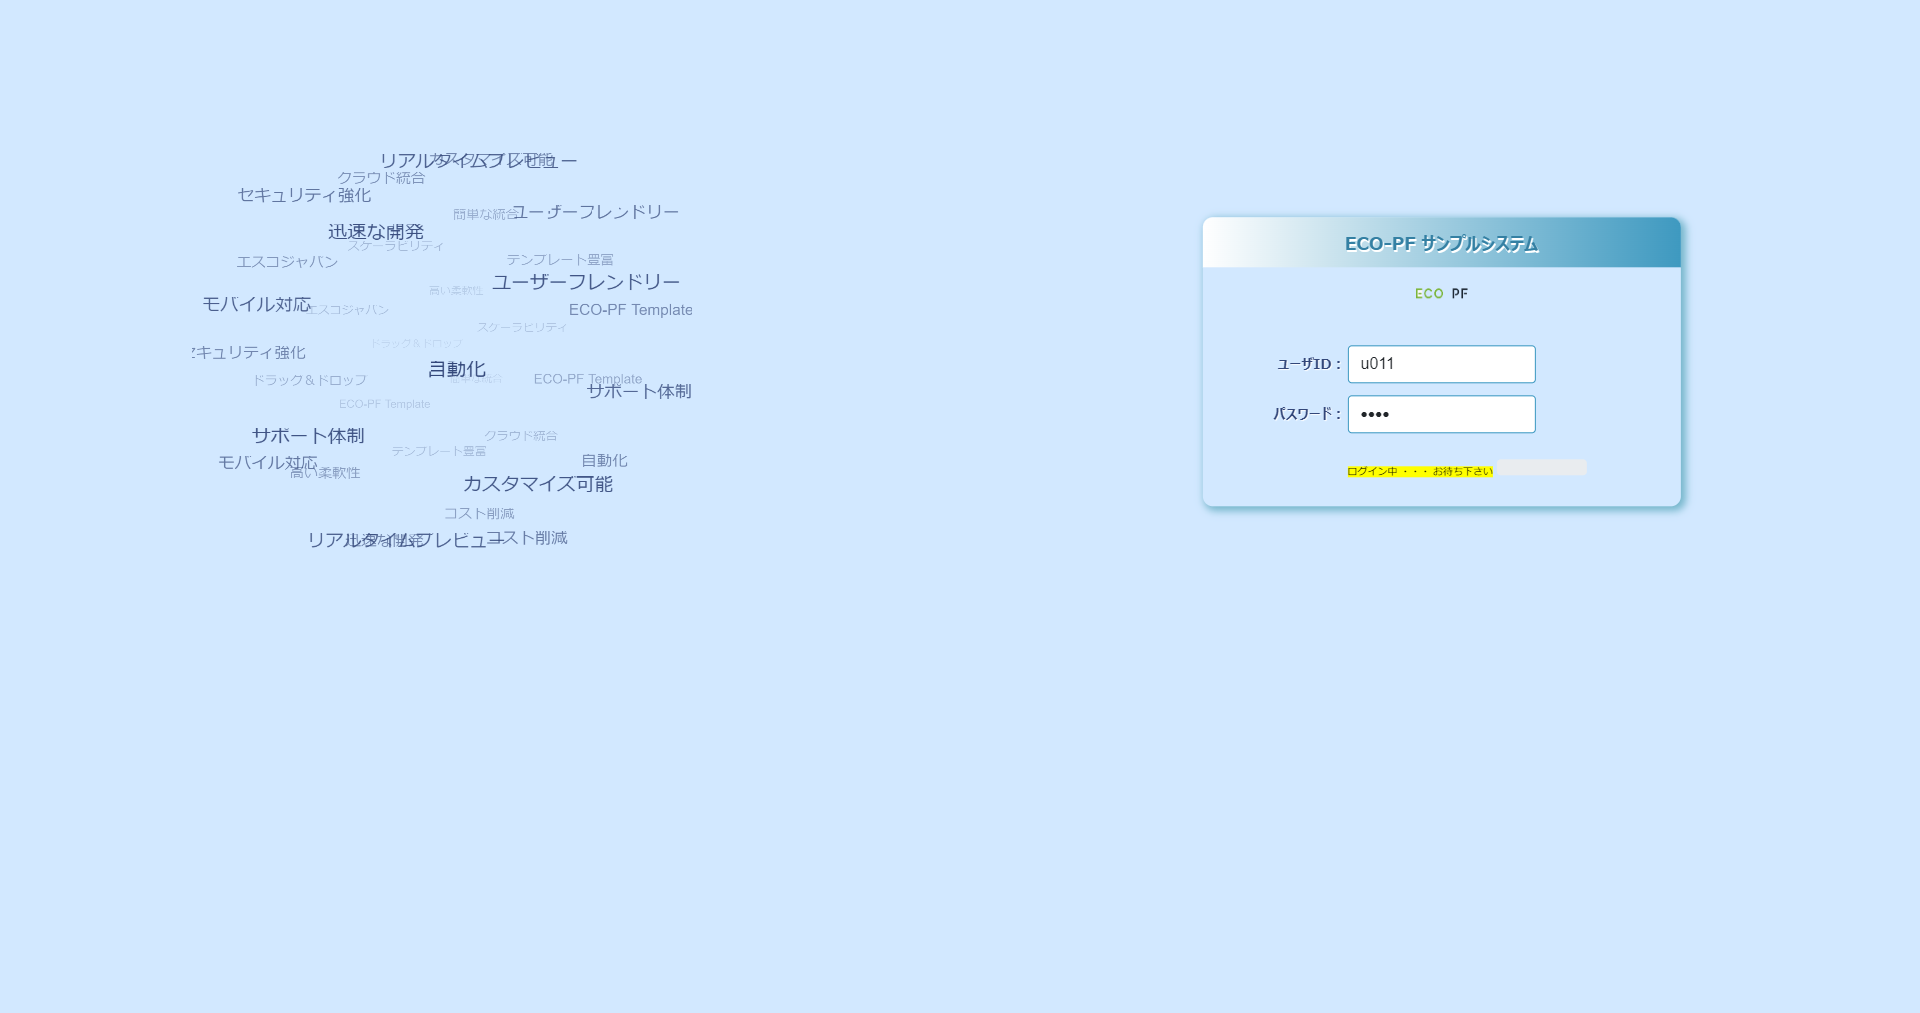 リアルタイムプレビュー
カスタマイズ可能
クラウド統合
セキュリティ強化
簡単な統合
ユーザーフレンドリー
迅速な開発
スケーラビリティ
エスコジャパン
テンプレート豊富
ユーザーフレンドリー
高い柔軟性
モバイル対応
エスコジャパン
ECO-PF Template
スケーラビリティ
ドラッグ＆ドロップ
セキュリティ強化
自動化
簡単な統合
ECO-PF Template
ドラッグ＆ドロップ
サポート体制
ECO-PF Template
サポート体制
クラウド統合
テンプレート豊富
モバイル対応
高い柔軟性
自動化
カスタマイズ可能
コスト削減
リアルタイムプレビュー
迅速な開発
コスト削減
ECO-PF サンプルシステム
ECO PF
ユーザID：
u011
パスワード：
••••
ログイン中 ・・・ お待ち下さい